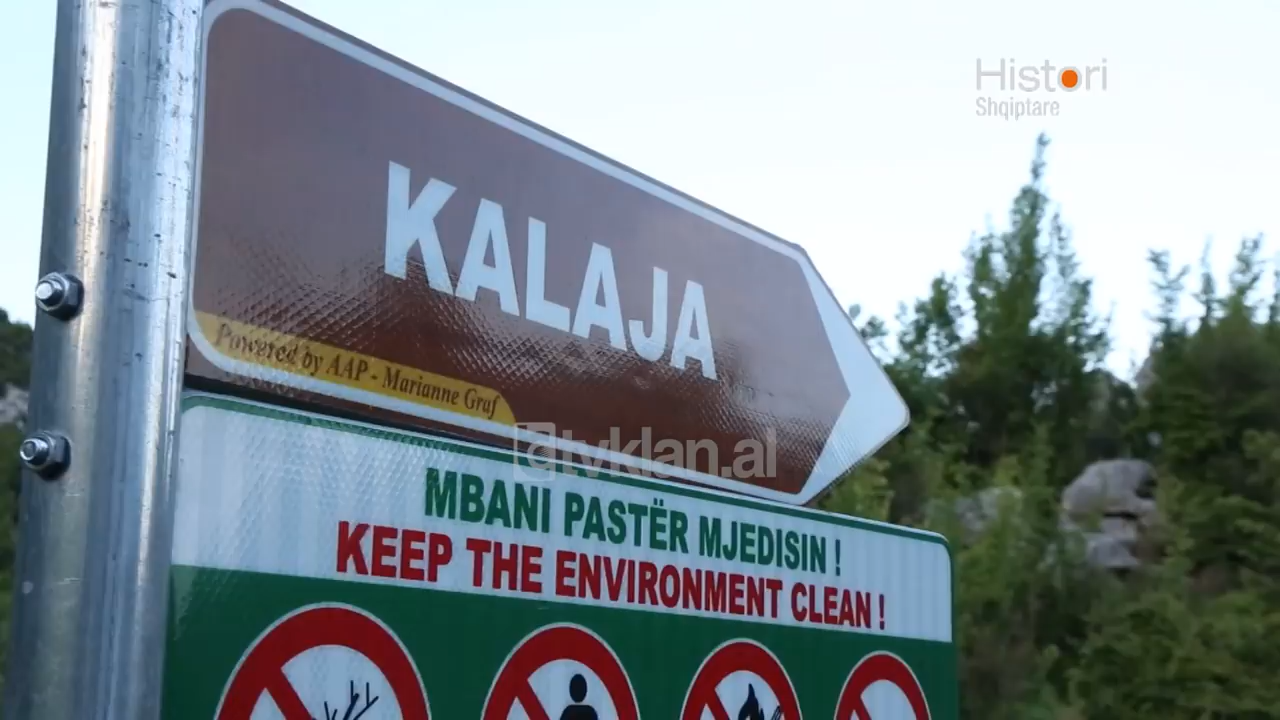 Histori
Shqiptare
KALAJA
Powered by AAP - Marianne Graf
tvklan.al
MBANI PASTËR MJEDISIN !
KEEP THE ENVIRONMENT CLEAN !